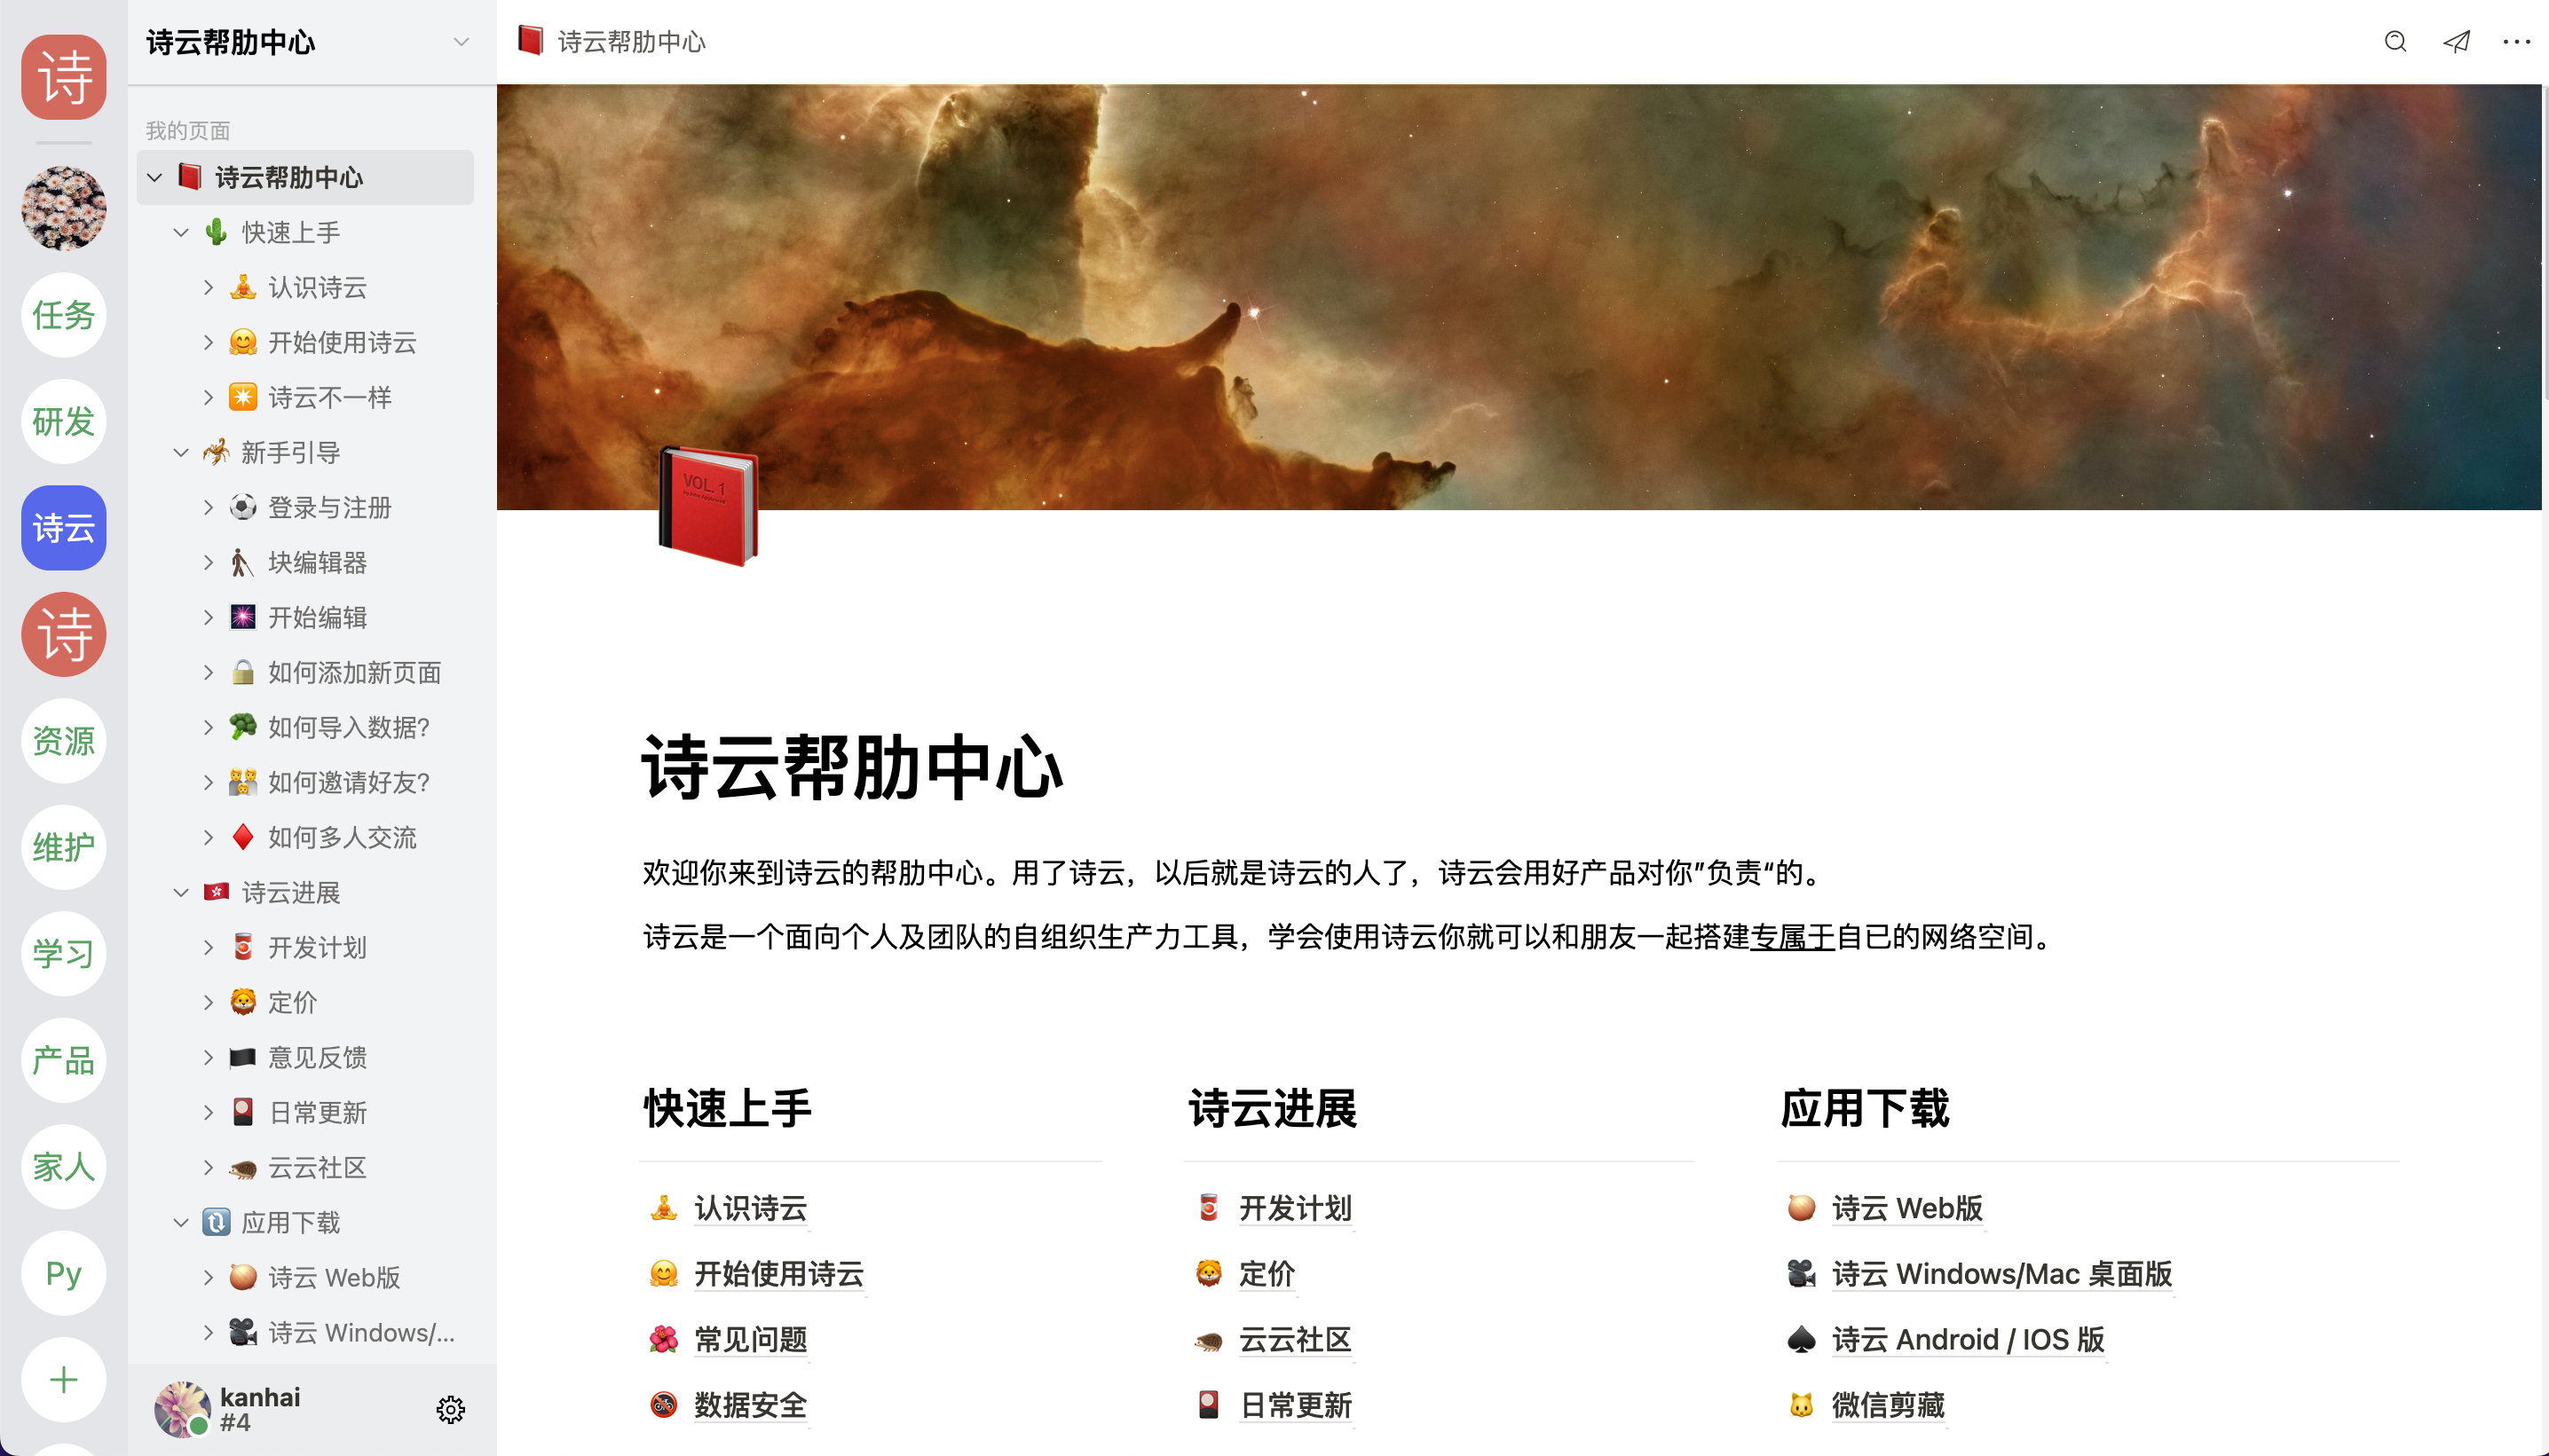 诗
任务
研发
诗云
诗
资源
维护
学习
产品
家人
Py
诗云帮助中心
我的页面
诗云帮助中心
快速上手
认识诗云
开始使用诗云
诗云不一样
新手引导
登录与注册
块编辑器
开始编辑
如何添加新页面
如何导入数据?
如何邀请好友?
如何多人交流
诗云进展
开发计划
定价
意见反馈
日常更新
云云社区
应用下载
诗云 Web版
诗云 Windows/...
kanhai
#4
诗云帮助中心
VOL. 1
诗云帮助中心
欢迎你来到诗云的帮助中心。用了诗云，以后就是诗云的人了，诗云会用好产品对你”负责“的。
诗云是一个面向个人及团队的自组织生产力工具，学会使用诗云你就可以和朋友一起搭建专属于自已的网络空间。
快速上手
认识诗云
开始使用诗云
常见问题
数据安全
诗云进展
开发计划
定价
云云社区
日常更新
应用下载
诗云 Web版
诗云 Windows/Mac 桌面版
诗云 Android / IOS 版
微信剪藏